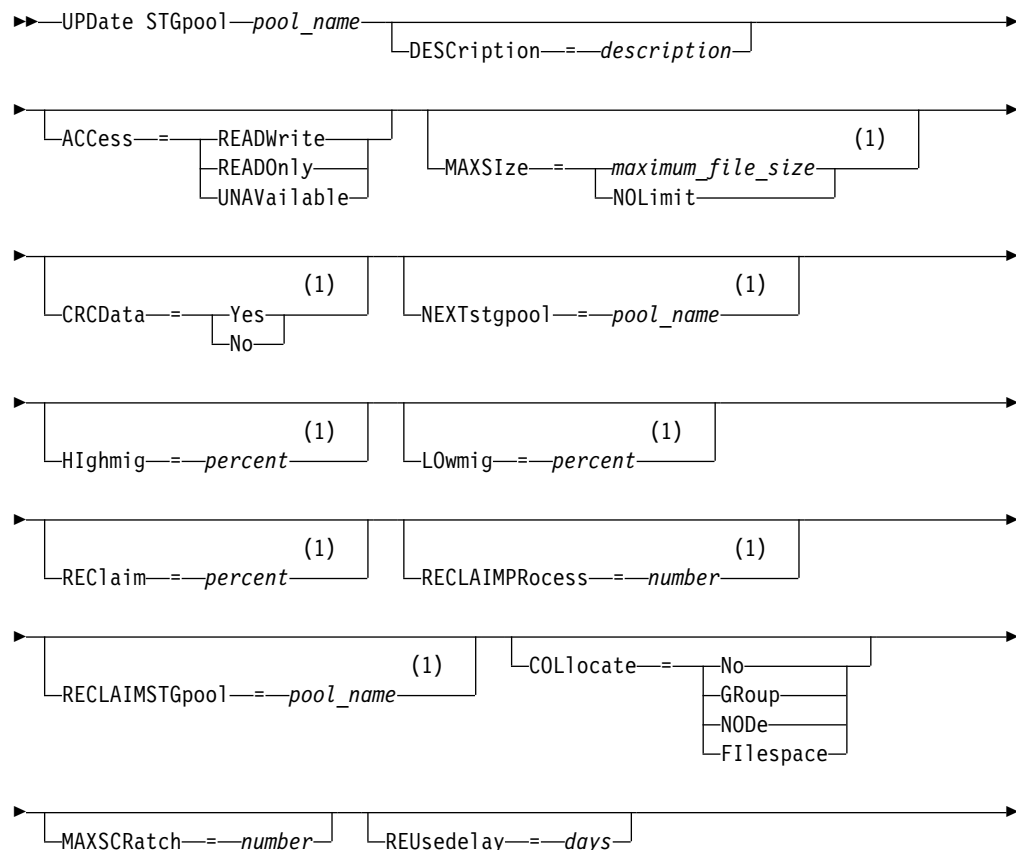 UPDate STGpool pool_name
DESCription = description
ACCess = READWrite
READOnly
UNAVailable
(1)
MAXSIze = maximum_file_size
NOLimit
(1)
CRCData = Yes
No
(1)
NEXTstgpool = pool_name
(1)
HIghmig = percent
(1)
LOwmig = percent
(1)
REClaim = percent
(1)
RECLAIMPRocess = number
(1)
RECLAIMSTGpool = pool_name
COLlocate = No
GRoup
NODe
FIlespace
MAXSCRatch = number
REUsedelay = days